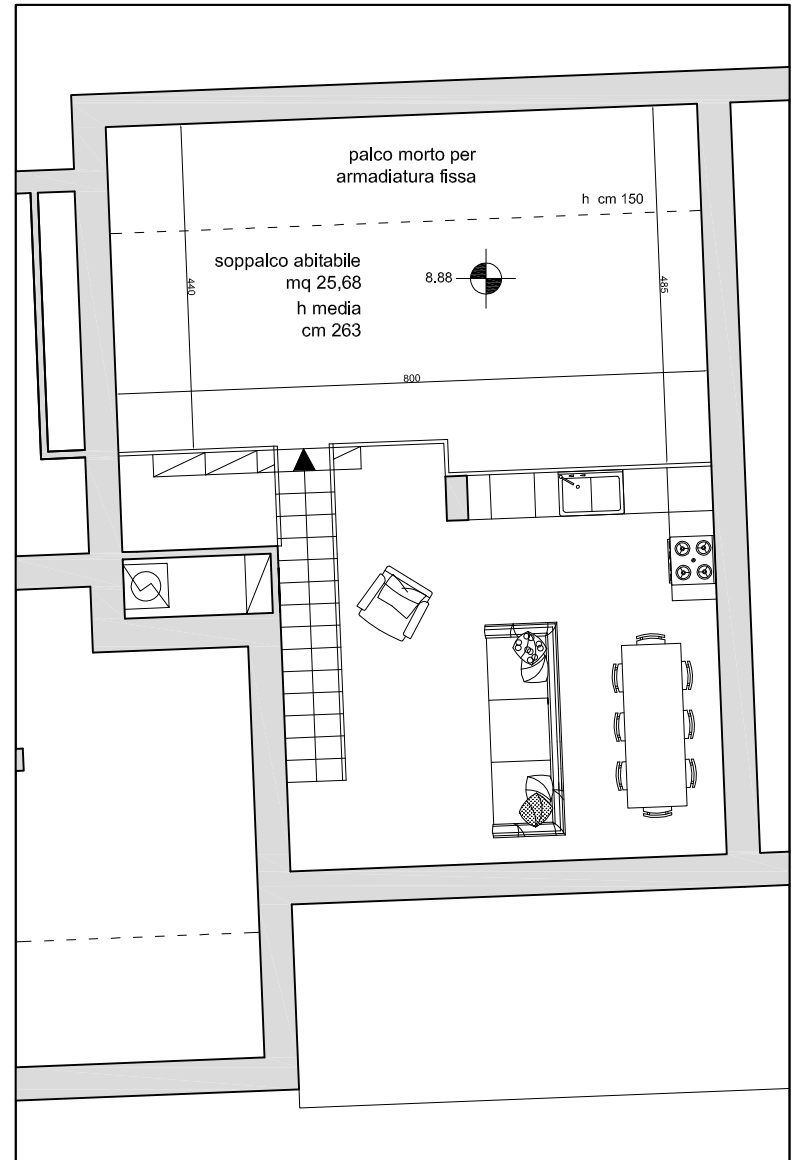 palco morto per
armadiatura fissa
h cm 150
soppalco abitabile
mq 25,68
h media
cm 263
8.88
440
485
800